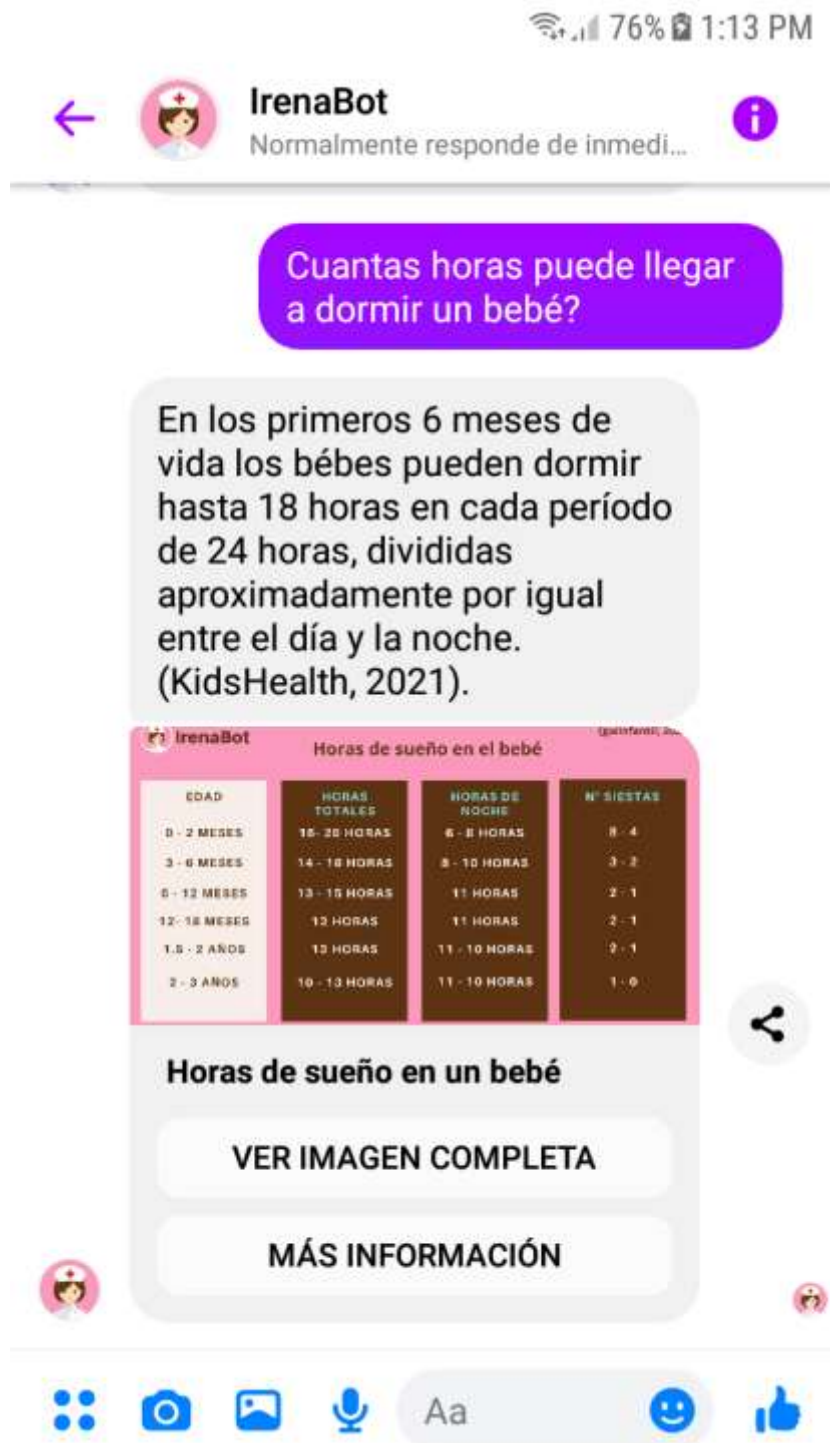 76% 1:13 PM
IrenaBot
Normalmente responde de inmedi...
Cuantas horas puede llegar
a dormir un bebé?
En los primeros 6 meses de
vida los bébes pueden dormir
hasta 18 horas en cada período
de 24 horas, divididas
aproximadamente por igual
entre el día y la noche.
(KidsHealth, 2021).
IrenaBot
Horas de sueño en el bebé
EDAD HORAS TOTALES HORAS DE NOCHE N° SIESTAS
0 - 2 MESES 6 - 8 HORAS 8 - 4
3 - 6 MESES 14 - 18 HORAS 8 - 10 HORAS 3 - 2
6 - 12 MESES 13 - 15 HORAS 11 HORAS 2 - 1
12- 18 MESES 13 HORAS 11 HORAS 2 - 1
1.5 - 2 AÑOS 13 HORAS 11 - 10 HORAS 2 - 1
2 - 3 AÑOS 10 - 13 HORAS 11 - 10 HORAS 1 - 0
Horas de sueño en un bebé
VER IMAGEN COMPLETA
MÁS INFORMACIÓN
Aa